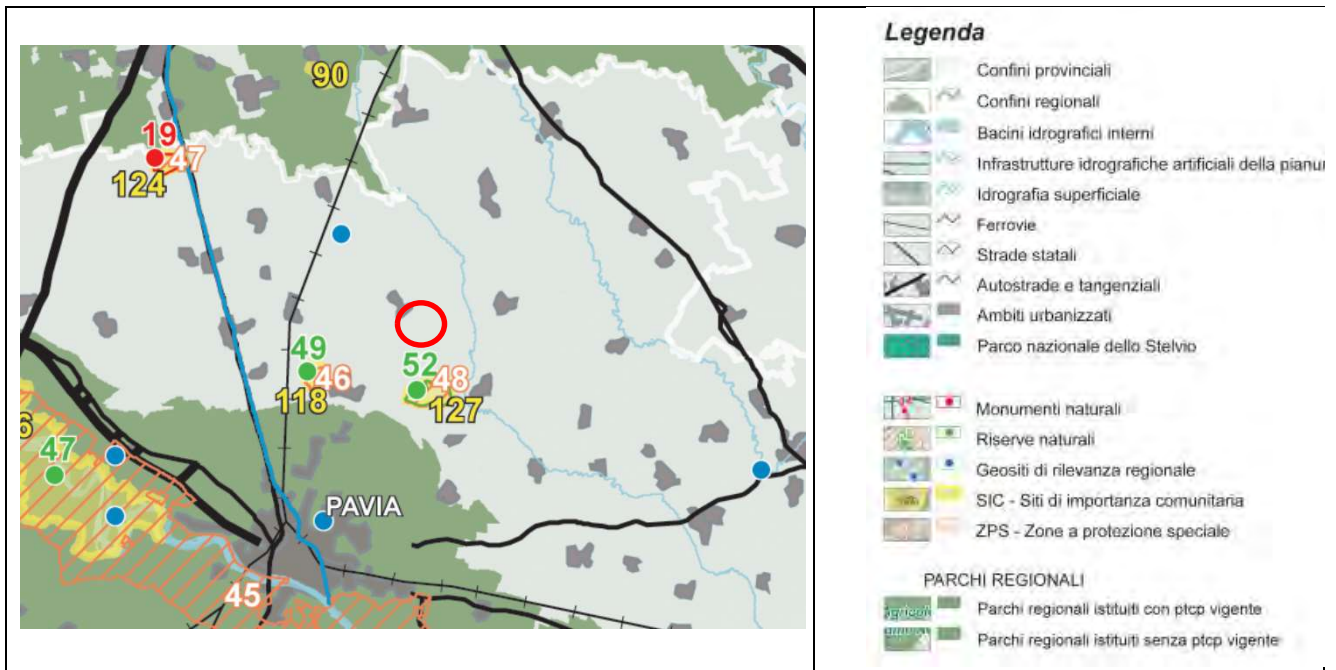 90
19
47
124
49
46
118
52
48
127
6
47
PAVIA
45
Legenda
Confini provinciali
Confini regionali
Bacini idrografici interni
Infrastrutture idrografiche artificiali della pianur
Idrografia superficiale
Ferrovie
Strade statali
Autostrade e tangenziali
Ambiti urbanizzati
Parco nazionale dello Stelvio
Monumenti naturali
Riserve naturali
Geositi di rilevanza regionale
SIC - Siti di importanza comunitaria
ZPS - Zone a protezione speciale
PARCHI REGIONALI
Parchi regionali istituiti con ptcp vigente
Parchi regionali istituiti senza ptcp vigente